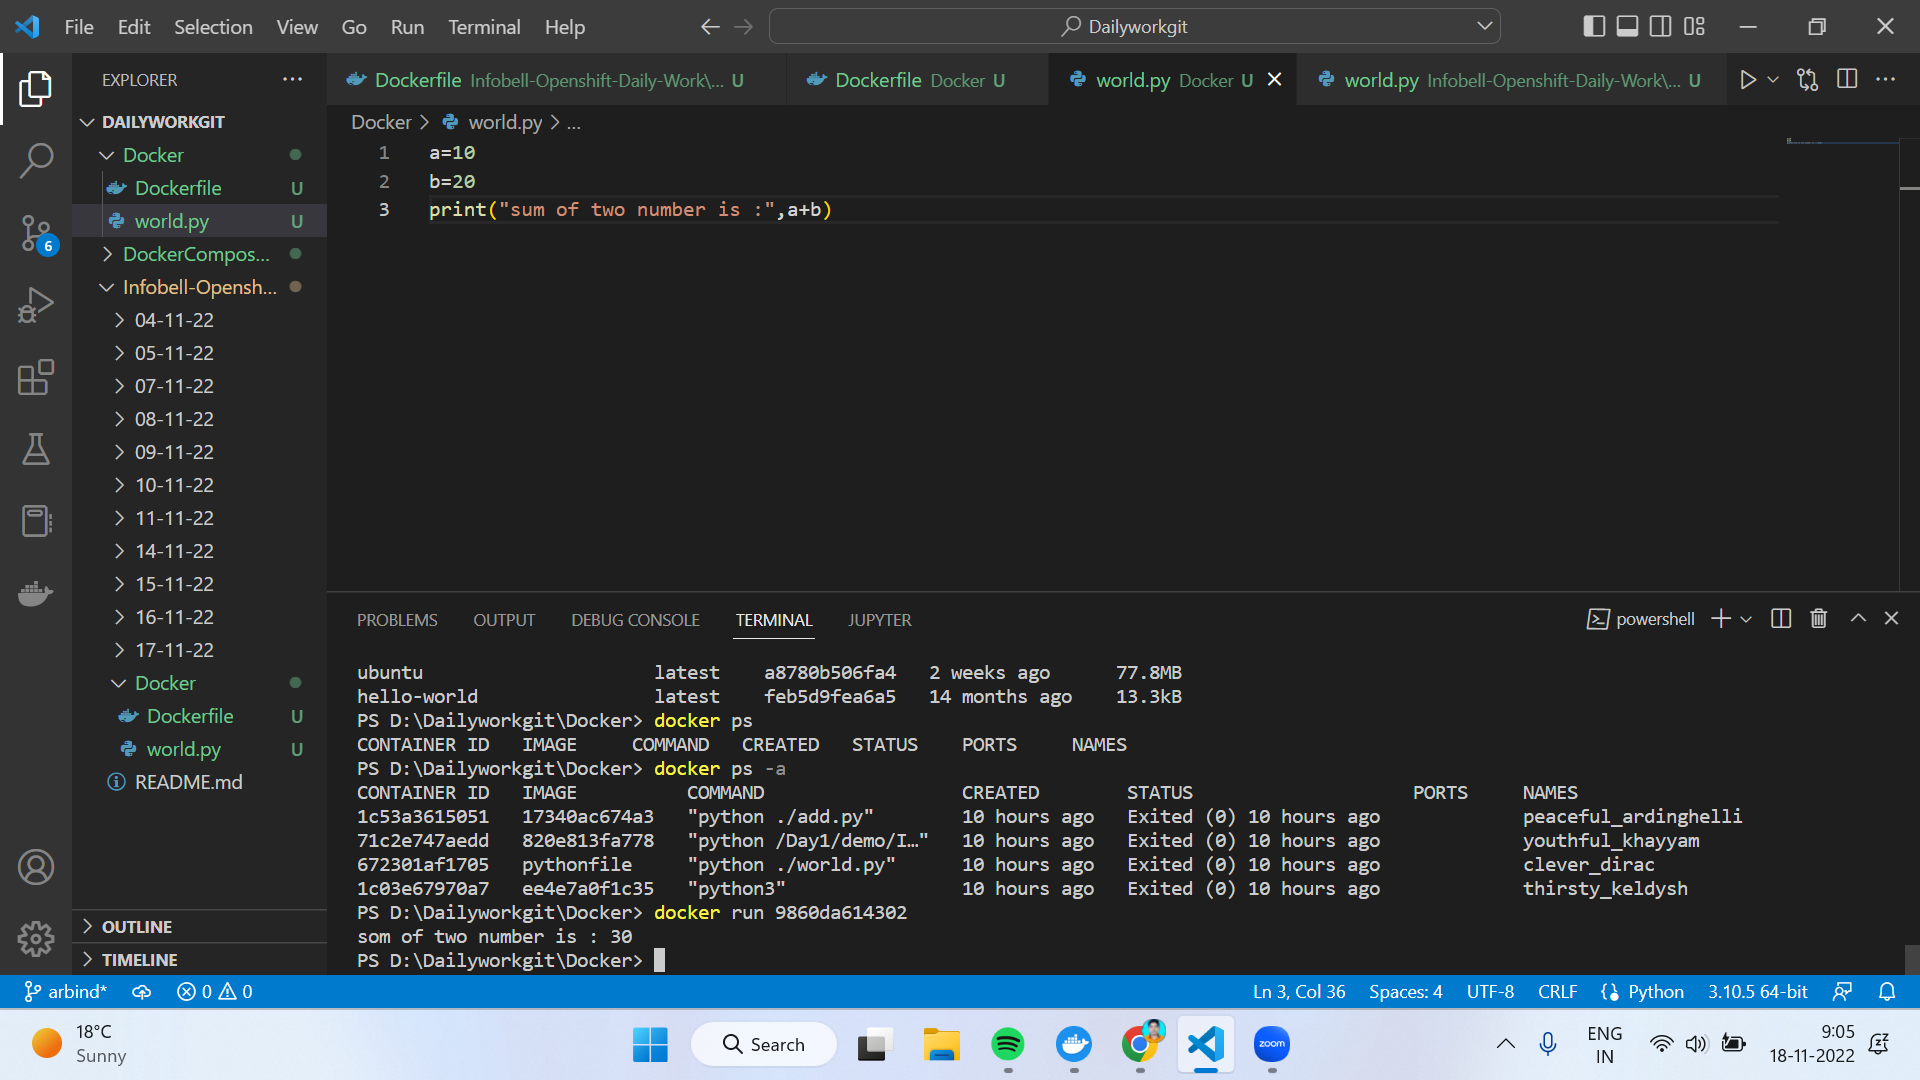 File Edit Selection View Go Run Terminal Help Dailyworkgit
EXPLORER
Dockerfile Infobell-Openshift-Daily-Work\... U
Dockerfile Docker U
world.py Docker U
world.py Infobell-Openshift-Daily-Work\... U
DAILYWORKGIT
Docker
Dockerfile U
world.py U
DockerCompos...
Infobell-Opensh...
04-11-22
05-11-22
07-11-22
08-11-22
09-11-22
10-11-22
11-11-22
14-11-22
15-11-22
16-11-22
17-11-22
Docker
Dockerfile U
world.py U
README.md
OUTLINE
TIMELINE
6
Docker > world.py > ...
1 a=10
2 b=20
3 print("sum of two number is :",a+b)
PROBLEMS OUTPUT DEBUG CONSOLE TERMINAL JUPYTER powershell
ubuntu latest a8780b506fa4 2 weeks ago 77.8MB
hello-world latest feb5d9fea6a5 14 months ago 13.3kB
PS D:\Dailyworkgit\Docker> docker ps
CONTAINER ID IMAGE COMMAND CREATED STATUS PORTS NAMES
PS D:\Dailyworkgit\Docker> docker ps -a
CONTAINER ID IMAGE COMMAND CREATED STATUS PORTS NAMES
1c53a3615051 17340ac674a3 "python ./add.py" 10 hours ago Exited (0) 10 hours ago peaceful_ardinghelli
71c2e747aedd 820e813fa778 "python /Day1/demo/I…" 10 hours ago Exited (0) 10 hours ago youthful_khayyam
672301af1705 pythonfile "python ./world.py" 10 hours ago Exited (0) 10 hours ago clever_dirac
1c03e67970a7 ee4e7a0f1c35 "python3" 10 hours ago Exited (0) 10 hours ago thirsty_keldysh
PS D:\Dailyworkgit\Docker> docker run 9860da614302
som of two number is : 30
PS D:\Dailyworkgit\Docker>
arbind* 0 0 Ln 3, Col 36 Spaces: 4 UTF-8 CRLF Python 3.10.5 64-bit
18°C
Sunny
Search
zoom
ENG
IN
9:05
18-11-2022